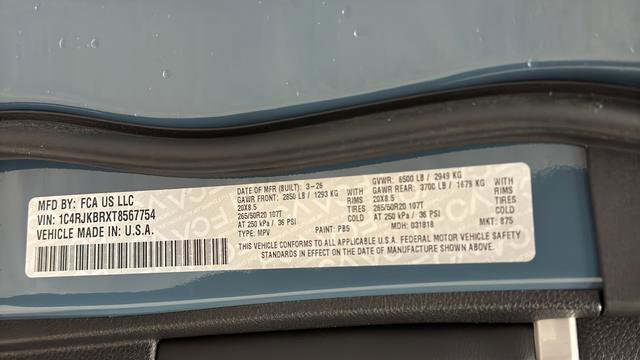 MFD BY: FCA US LLC
VIN: 1C4RJKBRXT8567754
VEHICLE MADE IN: U.S.A.
DATE OF MFR (BUILT): 3-26 GVWR: 6500 LB / 2949 KG
GAWR FRONT: 2850 LB / 1293 KG GAWR REAR: 3700 LB / 1679 KG
20X8.5 RIMS 20X8.5 RIMS
265/50R20 107T TIRES 265/50R20 107T TIRES
AT 250 kPa / 36 PSI COLD AT 250 kPa / 36 PSI COLD
TYPE: MPV PAINT: PB5 MDH: 031818 MKT: 875
THIS VEHICLE CONFORMS TO ALL APPLICABLE U.S.A. FEDERAL MOTOR VEHICLE SAFETY
STANDARDS IN EFFECT ON THE DATE OF MANUFACTURE SHOWN ABOVE.